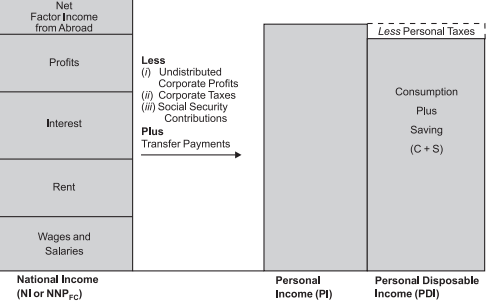 Net
Factor Income
from Abroad
Profits
Interest
Rent
Wages and
Salaries
National Income
(NI or NNPFC)
Less
(i) Undistributed
Corporate Profits
(ii) Corporate Taxes
(iii) Social Security
Contributions
Plus
Transfer Payments
Personal
Income (PI)
Less Personal Taxes
Consumption
Plus
Saving
(C + S)
Personal Disposable
Income (PDI)